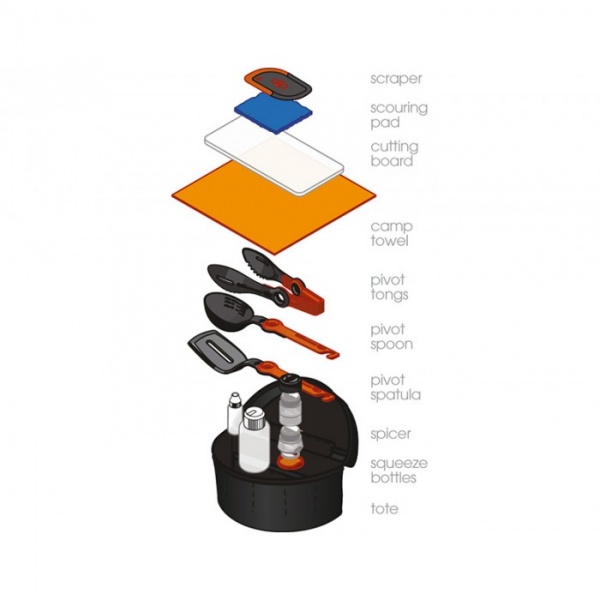 scraper
scouring
pad
cutting
board
camp
towel
pivot
tongs
pivot
spoon
pivot
spatula
spicer
squeeze
bottles
tote